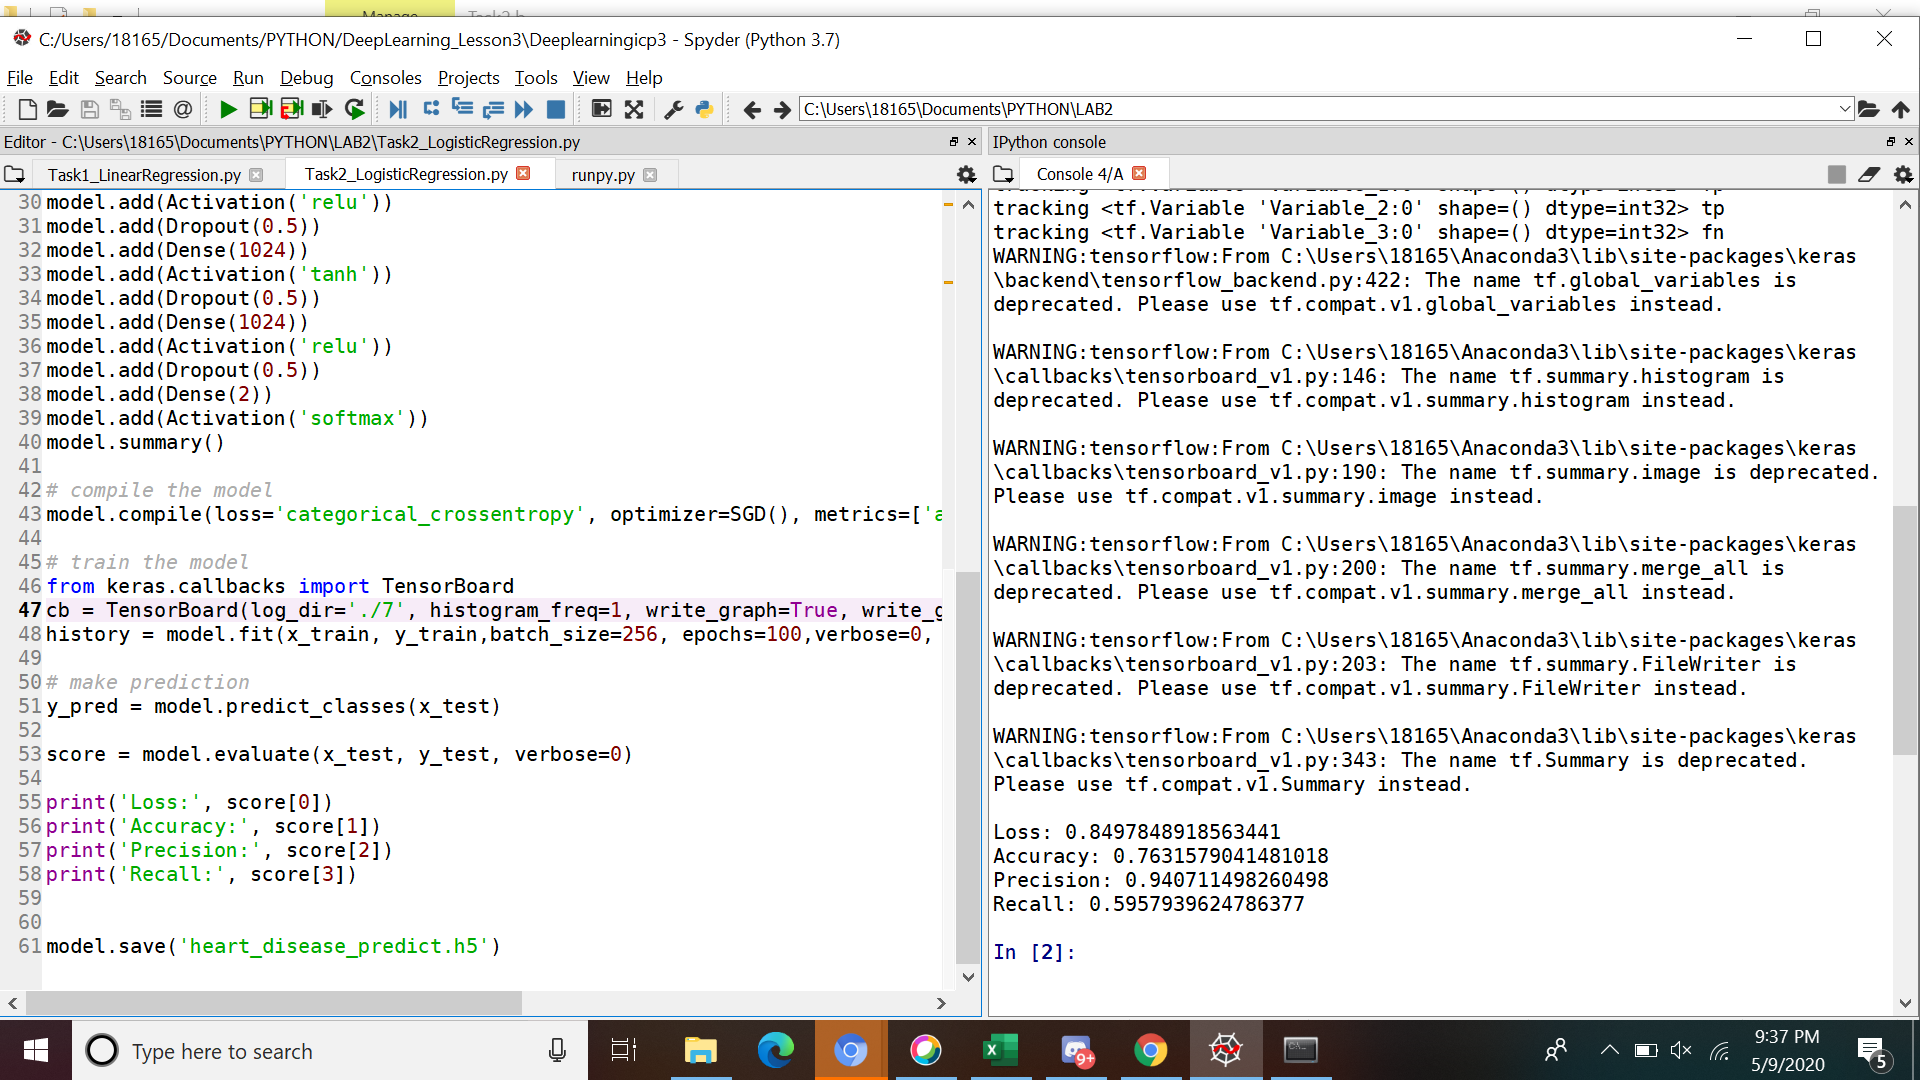 Manage
C:/Users/18165/Documents/PYTHON/DeepLearning_Lesson3\Deeplearningicp3 - Spyder (Python 3.7)
File Edit Search Source Run Debug Consoles Projects Tools View Help
C:\Users\18165\Documents\PYTHON\LAB2
Editor - C:\Users\18165\Documents\PYTHON\LAB2\Task2_LogisticRegression.py
Task1_LinearRegression.py Task2_LogisticRegression.py runpy.py
30 model.add(Activation('relu'))
31 model.add(Dropout(0.5))
32 model.add(Dense(1024))
33 model.add(Activation('tanh'))
34 model.add(Dropout(0.5))
35 model.add(Dense(1024))
36 model.add(Activation('relu'))
37 model.add(Dropout(0.5))
38 model.add(Dense(2))
39 model.add(Activation('softmax'))
40 model.summary()
41
42 # compile the model
43 model.compile(loss='categorical_crossentropy', optimizer=SGD(), metrics=['a
44
45 # train the model
46 from keras.callbacks import TensorBoard
47 cb = TensorBoard(log_dir='./7', histogram_freq=1, write_graph=True, write_g
48 history = model.fit(x_train, y_train,batch_size=256, epochs=100,verbose=0,
49
50 # make prediction
51 y_pred = model.predict_classes(x_test)
52
53 score = model.evaluate(x_test, y_test, verbose=0)
54
55 print('Loss:', score[0])
56 print('Accuracy:', score[1])
57 print('Precision:', score[2])
58 print('Recall:', score[3])
59
60
61 model.save('heart_disease_predict.h5')
IPython console
Console 4/A
tracking <tf.Variable 'Variable_2:0' shape=() dtype=int32> tp
tracking <tf.Variable 'Variable_3:0' shape=() dtype=int32> fn
WARNING:tensorflow:From C:\Users\18165\Anaconda3\lib\site-packages\keras
\backend\tensorflow_backend.py:422: The name tf.global_variables is
deprecated. Please use tf.compat.v1.global_variables instead.
WARNING:tensorflow:From C:\Users\18165\Anaconda3\lib\site-packages\keras
\callbacks\tensorboard_v1.py:146: The name tf.summary.histogram is
deprecated. Please use tf.compat.v1.summary.histogram instead.
WARNING:tensorflow:From C:\Users\18165\Anaconda3\lib\site-packages\keras
\callbacks\tensorboard_v1.py:190: The name tf.summary.image is deprecated.
Please use tf.compat.v1.summary.image instead.
WARNING:tensorflow:From C:\Users\18165\Anaconda3\lib\site-packages\keras
\callbacks\tensorboard_v1.py:200: The name tf.summary.merge_all is
deprecated. Please use tf.compat.v1.summary.merge_all instead.
WARNING:tensorflow:From C:\Users\18165\Anaconda3\lib\site-packages\keras
\callbacks\tensorboard_v1.py:203: The name tf.summary.FileWriter is
deprecated. Please use tf.compat.v1.summary.FileWriter instead.
WARNING:tensorflow:From C:\Users\18165\Anaconda3\lib\site-packages\keras
\callbacks\tensorboard_v1.py:343: The name tf.Summary is deprecated.
Please use tf.compat.v1.Summary instead.
Loss: 0.8497848918563441
Accuracy: 0.7631579041481018
Precision: 0.940711498260498
Recall: 0.5957939624786377
In [2]:
Type here to search
9+
9:37 PM
5/9/2020
5